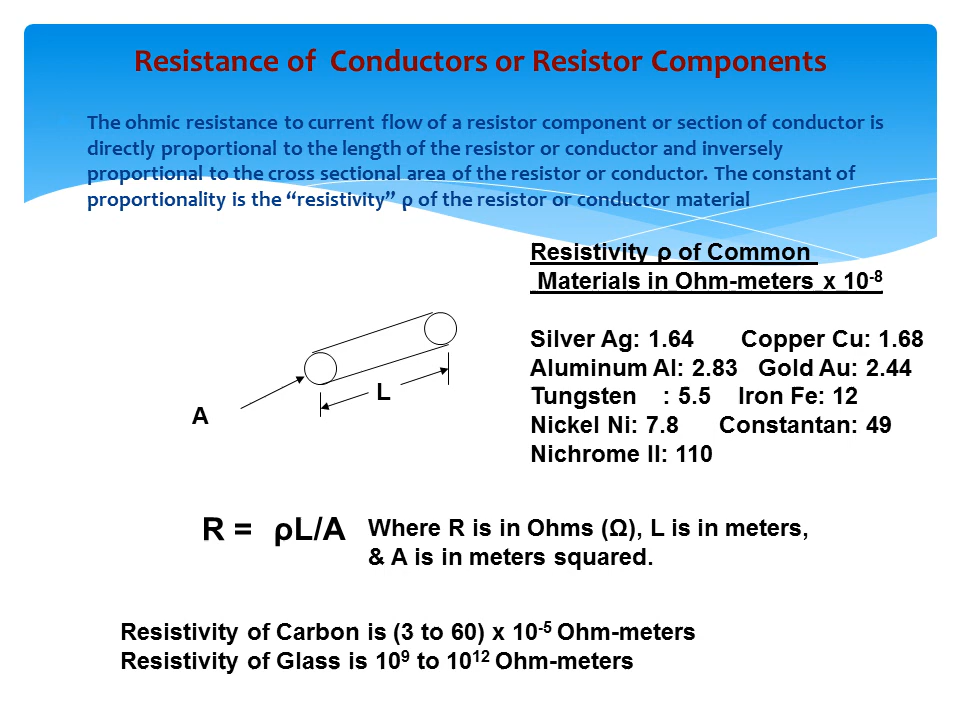 Resistance of  Conductors or Resistor Components
The ohmic resistance to current flow of a resistor component or section of conductor is
directly proportional to the length of the resistor or conductor and inversely
proportional to the cross sectional area of the resistor or conductor. The constant of
proportionality is the “resistivity” ρ of the resistor or conductor material
Resistivity ρ of Common
Materials in Ohm-meters x 10⁻⁸
Silver Ag: 1.64       Copper Cu: 1.68
Aluminum Al: 2.83   Gold Au: 2.44
Tungsten    : 5.5    Iron Fe: 12
Nickel Ni: 7.8      Constantan: 49
Nichrome II: 110
L
A
R =  ρL/A
Where R is in Ohms (Ω), L is in meters,
& A is in meters squared.
Resistivity of Carbon is (3 to 60) x 10⁻⁵ Ohm-meters
Resistivity of Glass is 10⁹ to 10¹² Ohm-meters